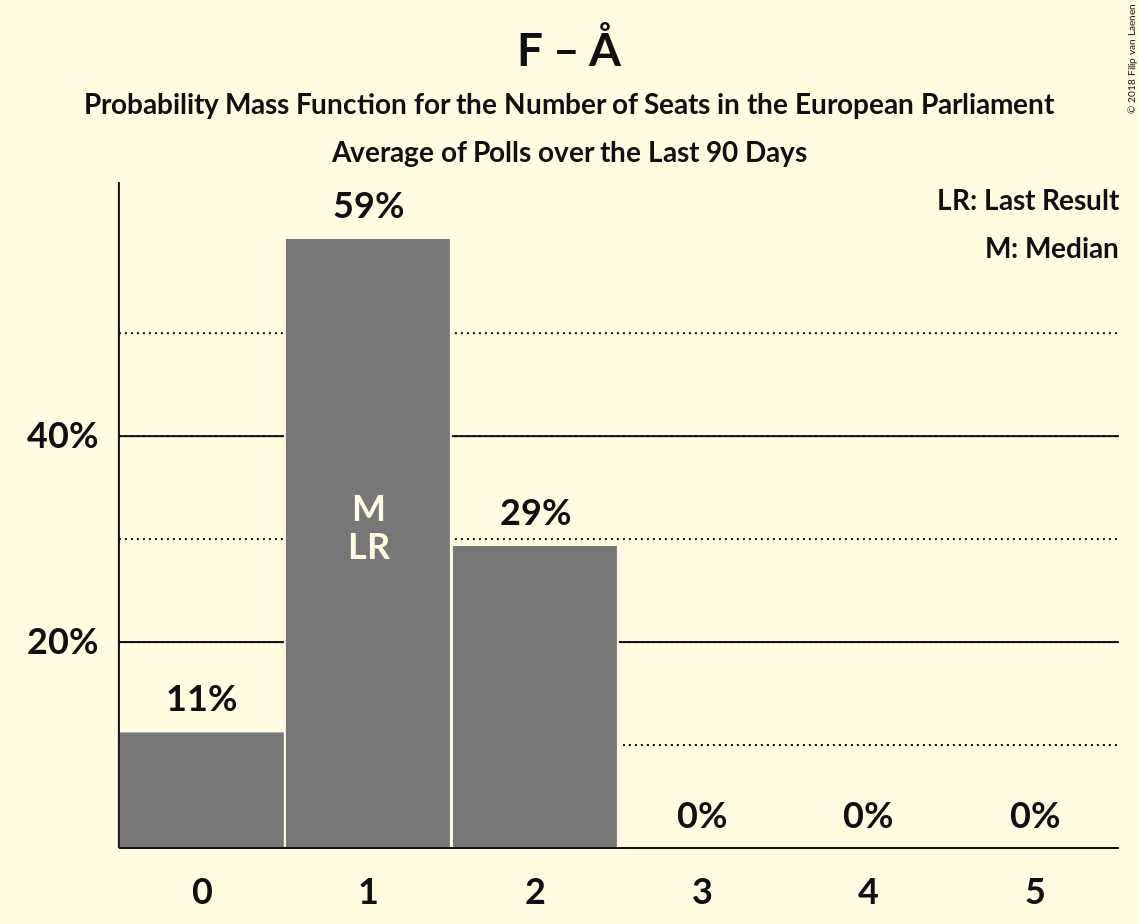 F – Å
Probability Mass Function for the Number of Seats in the European Parliament
Average of Polls over the Last 90 Days
© 2018 Filip van Laenen
LR: Last Result
M: Median
59%
40%
M
LR
29%
20%
11%
0%
0%
0%
0
1
2
3
4
5